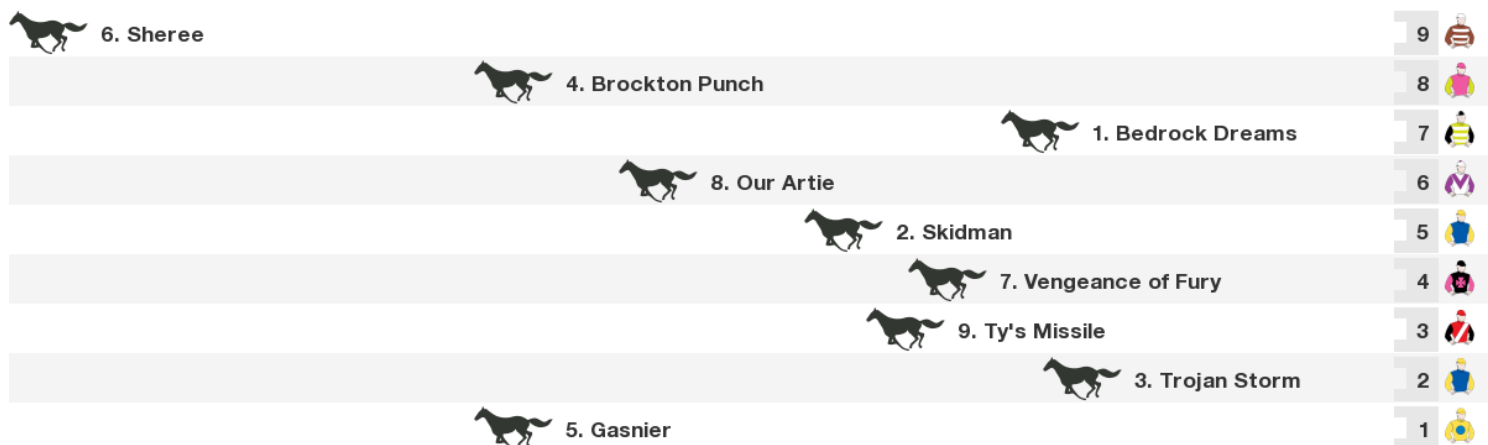 6. Sheree 9
4. Brockton Punch 8
1. Bedrock Dreams 7
8. Our Artie 6
2. Skidman 5
7. Vengeance of Fury 4
9. Ty's Missile 3
3. Trojan Storm 2
5. Gasnier 1